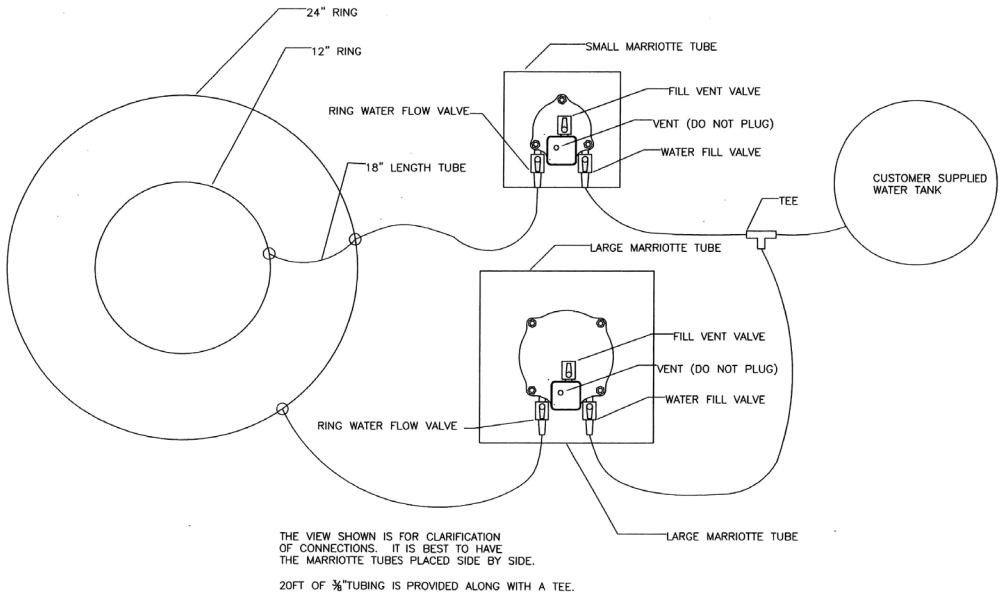 24" RING
12" RING
SMALL MARRIOTTE TUBE
FILL VENT VALVE
RING WATER FLOW VALVE
VENT (DO NOT PLUG)
WATER FILL VALVE
18" LENGTH TUBE
CUSTOMER SUPPLIED
WATER TANK
TEE
LARGE MARRIOTTE TUBE
FILL VENT VALVE
VENT (DO NOT PLUG)
WATER FILL VALVE
RING WATER FLOW VALVE
LARGE MARRIOTTE TUBE
THE VIEW SHOWN IS FOR CLARIFICATION
OF CONNECTIONS. IT IS BEST TO HAVE
THE MARRIOTTE TUBES PLACED SIDE BY SIDE.
20FT OF ⅜"TUBING IS PROVIDED ALONG WITH A TEE.